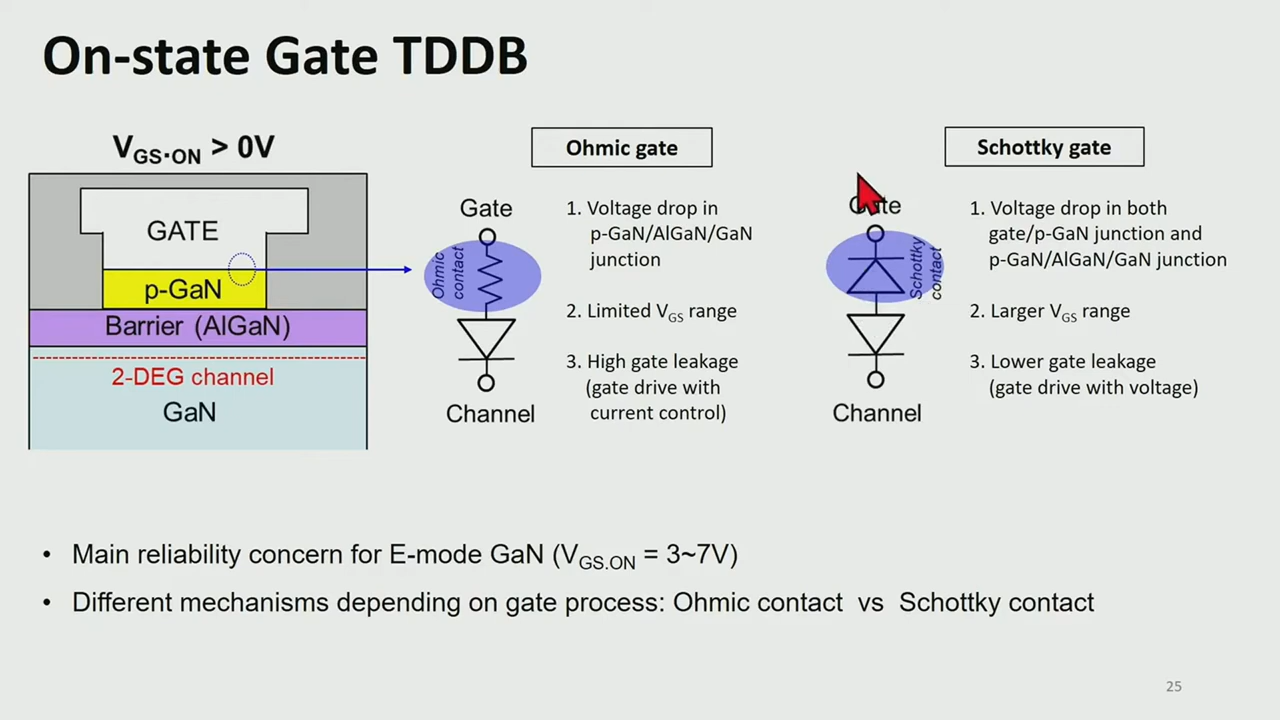 On-state Gate TDDB
V_GS·ON > 0V
GATE
p-GaN
Barrier (AlGaN)
2-DEG channel
GaN
Ohmic gate
Gate
Ohmic
contact
Channel
1. Voltage drop in
p-GaN/AlGaN/GaN
junction
2. Limited V_GS range
3. High gate leakage
(gate drive with
current control)
Schottky gate
Schottky
contact
Channel
1. Voltage drop in both
gate/p-GaN junction and
p-GaN/AlGaN/GaN junction
2. Larger V_GS range
3. Lower gate leakage
(gate drive with voltage)
• Main reliability concern for E-mode GaN (V_GS.ON = 3~7V)
• Different mechanisms depending on gate process: Ohmic contact vs Schottky contact
25